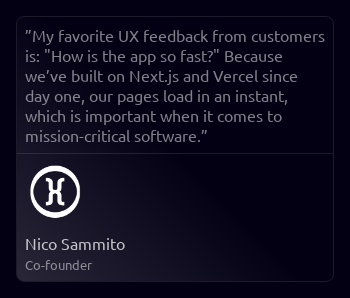 ”My favorite UX feedback from customers
is: "How is the app so fast?" Because
we’ve built on Next.js and Vercel since
day one, our pages load in an instant,
which is important when it comes to
mission-critical software.”
Nico Sammito
Co-founder